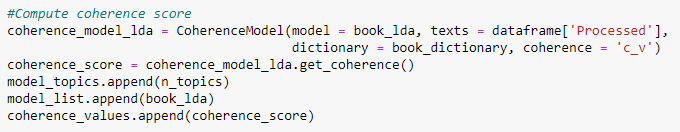 #Compute coherence score
coherence_model_lda = CoherenceModel(model = book_lda, texts = dataframe['Processed'],
dictionary = book_dictionary, coherence = 'c_v')
coherence_score = coherence_model_lda.get_coherence()
model_topics.append(n_topics)
model_list.append(book_lda)
coherence_values.append(coherence_score)